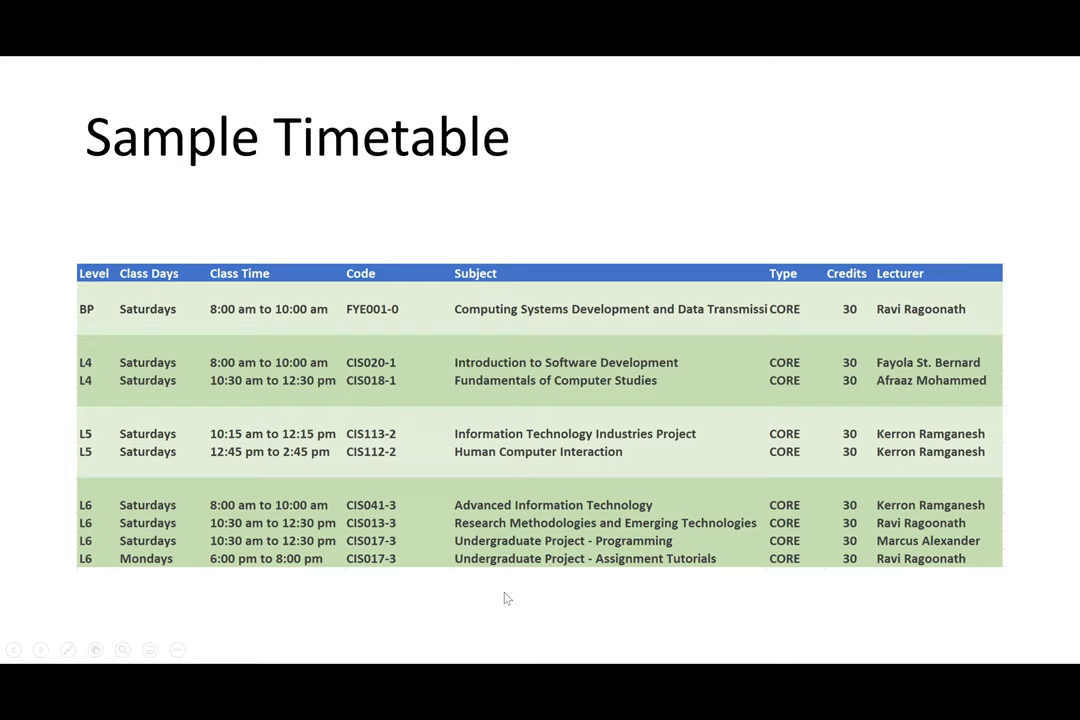 Sample Timetable
Level Class Days Class Time Code Subject Type Credits Lecturer
BP Saturdays 8:00 am to 10:00 am FYE001-0 Computing Systems Development and Data Transmissi CORE 30 Ravi Ragoonath
L4 Saturdays 8:00 am to 10:00 am CIS020-1 Introduction to Software Development CORE 30 Fayola St. Bernard
L4 Saturdays 10:30 am to 12:30 pm CIS018-1 Fundamentals of Computer Studies CORE 30 Afraaz Mohammed
L5 Saturdays 10:15 am to 12:15 pm CIS113-2 Information Technology Industries Project CORE 30 Kerron Ramganesh
L5 Saturdays 12:45 pm to 2:45 pm CIS112-2 Human Computer Interaction CORE 30 Kerron Ramganesh
L6 Saturdays 8:00 am to 10:00 am CIS041-3 Advanced Information Technology CORE 30 Kerron Ramganesh
L6 Saturdays 10:30 am to 12:30 pm CIS013-3 Research Methodologies and Emerging Technologies CORE 30 Ravi Ragoonath
L6 Saturdays 10:30 am to 12:30 pm CIS017-3 Undergraduate Project - Programming CORE 30 Marcus Alexander
L6 Mondays 6:00 pm to 8:00 pm CIS017-3 Undergraduate Project - Assignment Tutorials CORE 30 Ravi Ragoonath